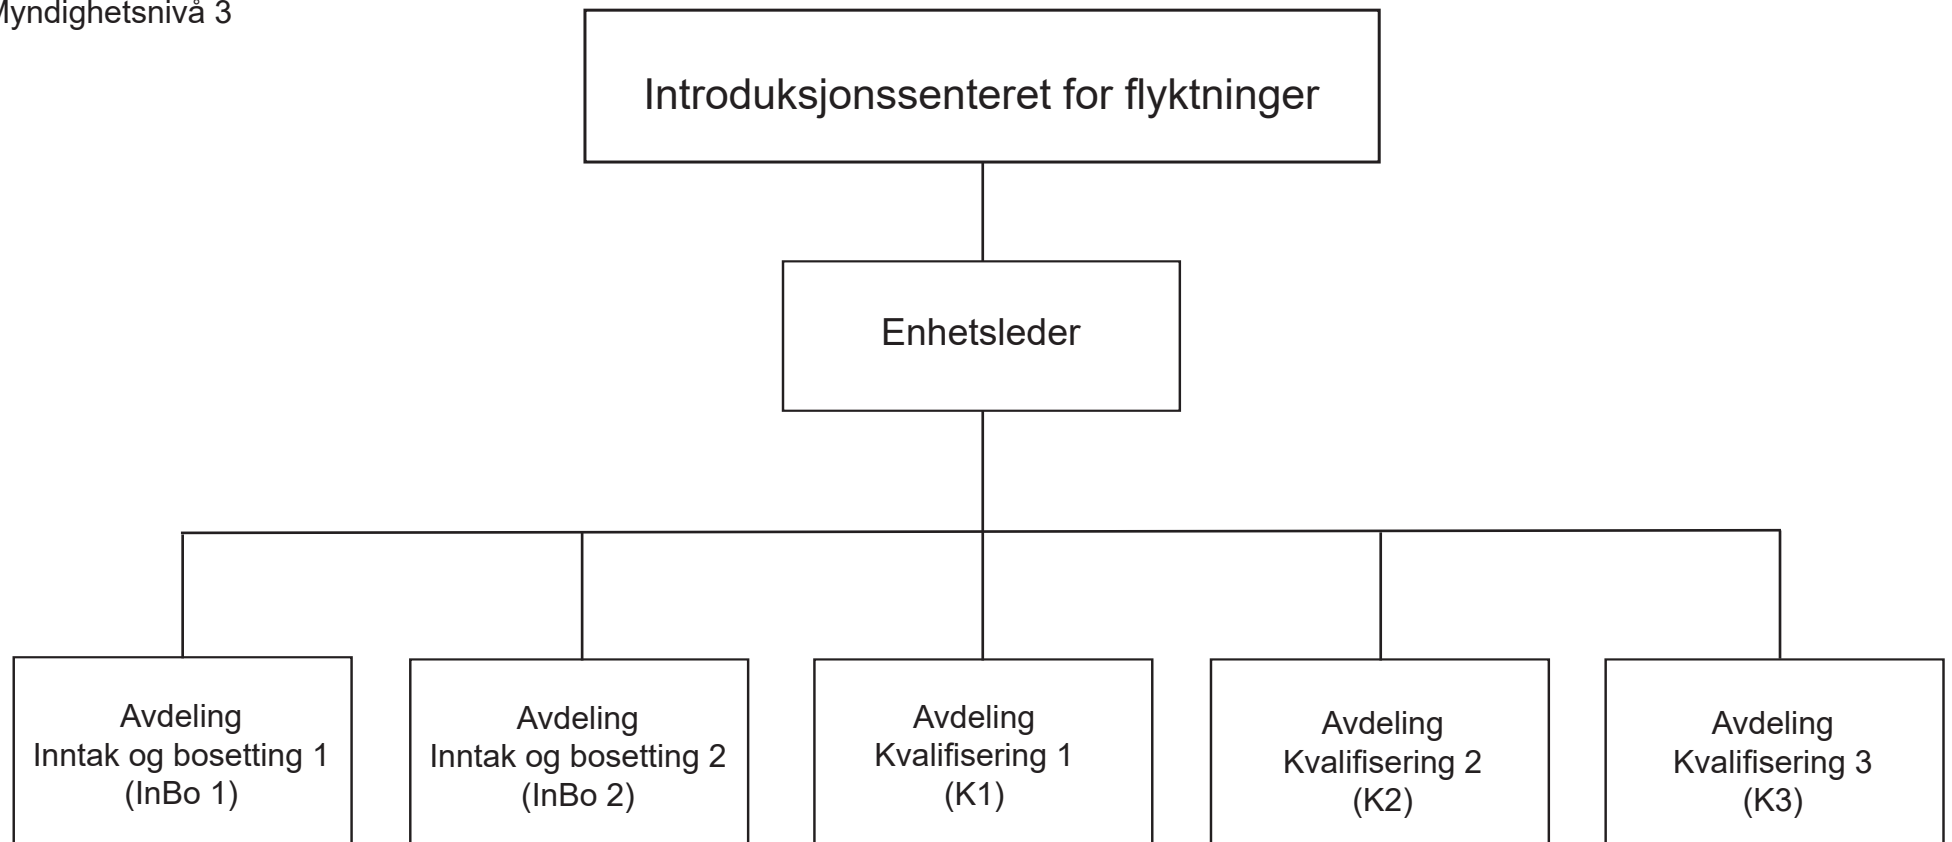 Myndighetsnivå 3
Introduksjonssenteret for flyktninger
Enhetsleder
Avdeling
Inntak og bosetting 1
(InBo 1)
Avdeling
Inntak og bosetting 2
(InBo 2)
Avdeling
Kvalifisering 1
(K1)
Avdeling
Kvalifisering 2
(K2)
Avdeling
Kvalifisering 3
(K3)